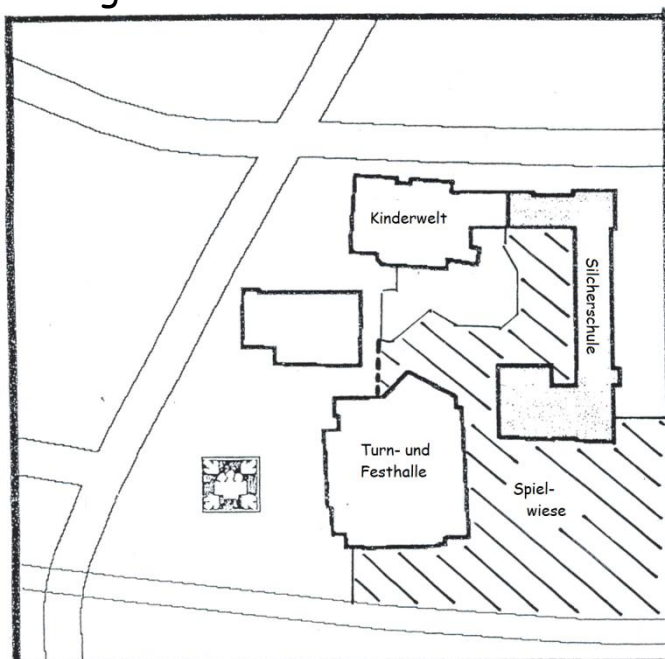 Kinderwelt
Silcherschule
Turn- und
Festhalle
Spiel-
wiese